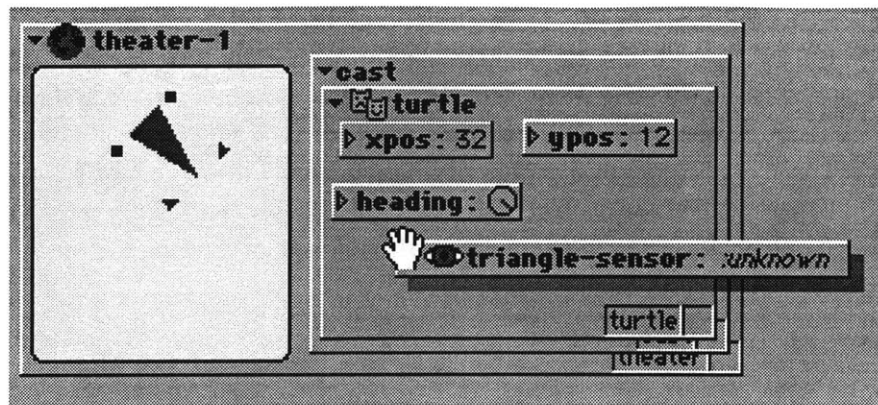 theater-1
cast
turtle
xpos: 32
ypos: 12
heading:
triangle-sensor: :unknown
turtle
theater